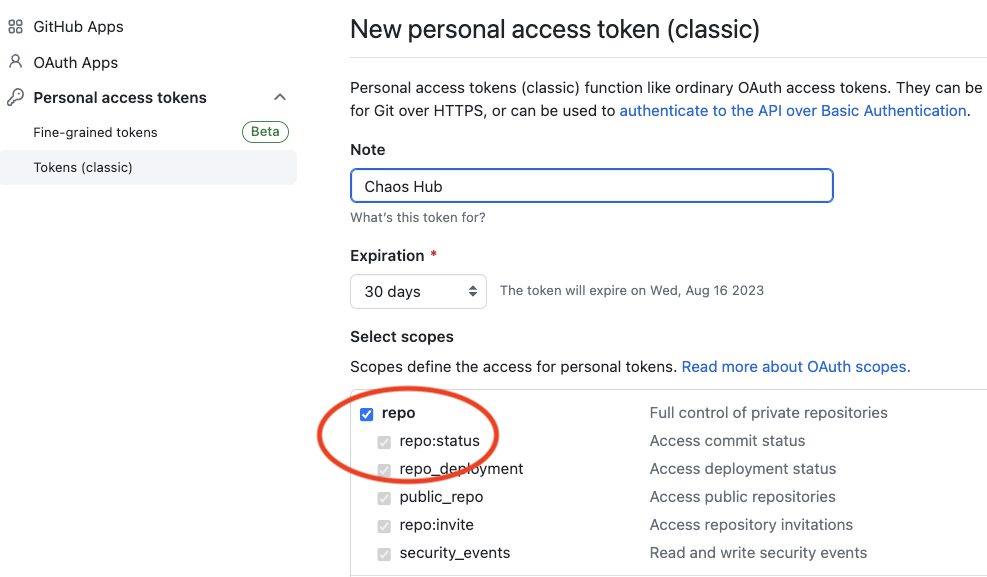 GitHub Apps
OAuth Apps
Personal access tokens
Fine-grained tokens
Beta
Tokens (classic)
New personal access token (classic)
Personal access tokens (classic) function like ordinary OAuth access tokens. They can be
for Git over HTTPS, or can be used to authenticate to the API over Basic Authentication.
Note
Chaos Hub
What's this token for?
Expiration *
30 days
The token will expire on Wed, Aug 16 2023
Select scopes
Scopes define the access for personal tokens. Read more about OAuth scopes.
repo Full control of private repositories
repo:status Access commit status
repo_deployment Access deployment status
public_repo Access public repositories
repo:invite Access repository invitations
security_events Read and write security events